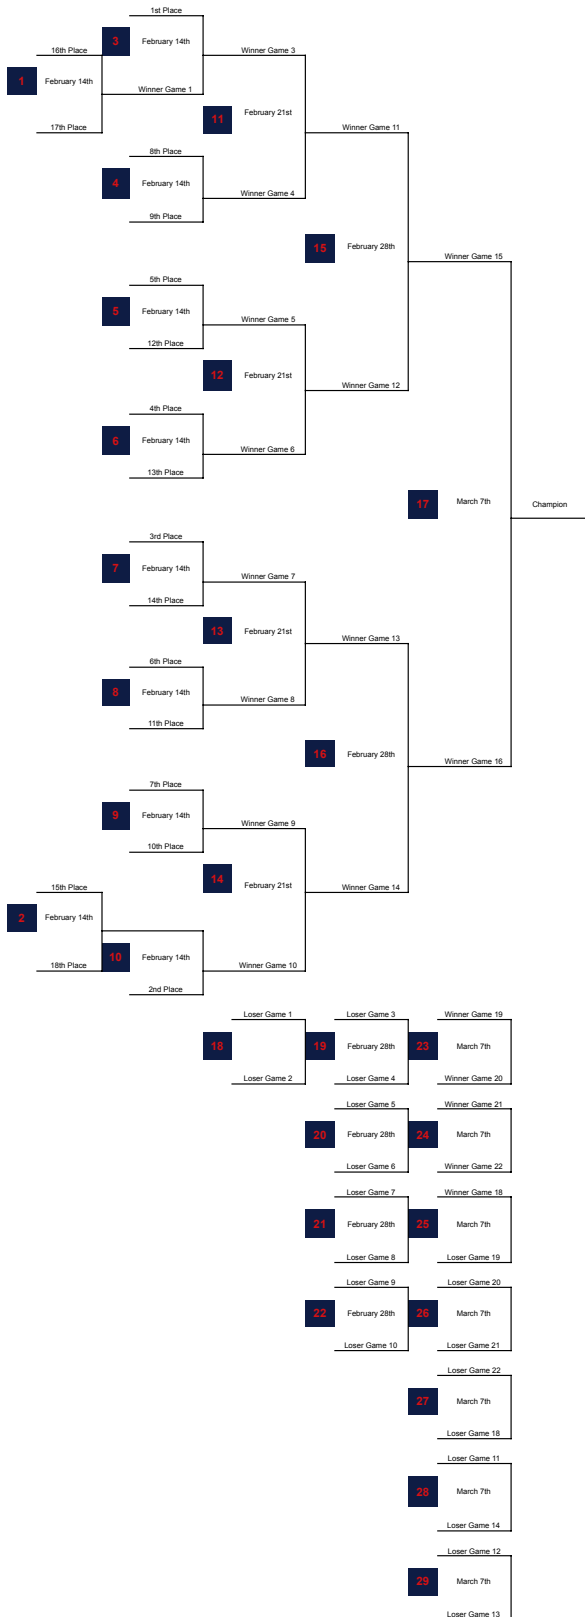 1st Place
3
February 14th
16th Place
Winner Game 3
1
February 14th
Winner Game 1
11
February 21st
17th Place
Winner Game 11
8th Place
4
February 14th
Winner Game 4
9th Place
15
February 28th
Winner Game 15
5th Place
5
February 14th
Winner Game 5
12th Place
12
February 21st
Winner Game 12
4th Place
6
February 14th
Winner Game 6
13th Place
17
March 7th
Champion
3rd Place
7
February 14th
Winner Game 7
14th Place
13
February 21st
Winner Game 13
6th Place
8
February 14th
Winner Game 8
11th Place
16
February 28th
Winner Game 16
7th Place
9
February 14th
Winner Game 9
10th Place
14
February 21st
Winner Game 14
15th Place
2
February 14th
18th Place
10
February 14th
Winner Game 10
2nd Place
Loser Game 1
Loser Game 3
Winner Game 19
18
19
February 28th
23
March 7th
Loser Game 2
Loser Game 4
Winner Game 20
Loser Game 5
Winner Game 21
20
February 28th
24
March 7th
Loser Game 6
Winner Game 22
Loser Game 7
Winner Game 18
21
February 28th
25
March 7th
Loser Game 8
Loser Game 19
Loser Game 9
Loser Game 20
22
February 28th
26
March 7th
Loser Game 10
Loser Game 21
Loser Game 22
27
March 7th
Loser Game 18
Loser Game 11
28
March 7th
Loser Game 14
Loser Game 12
29
March 7th
Loser Game 13